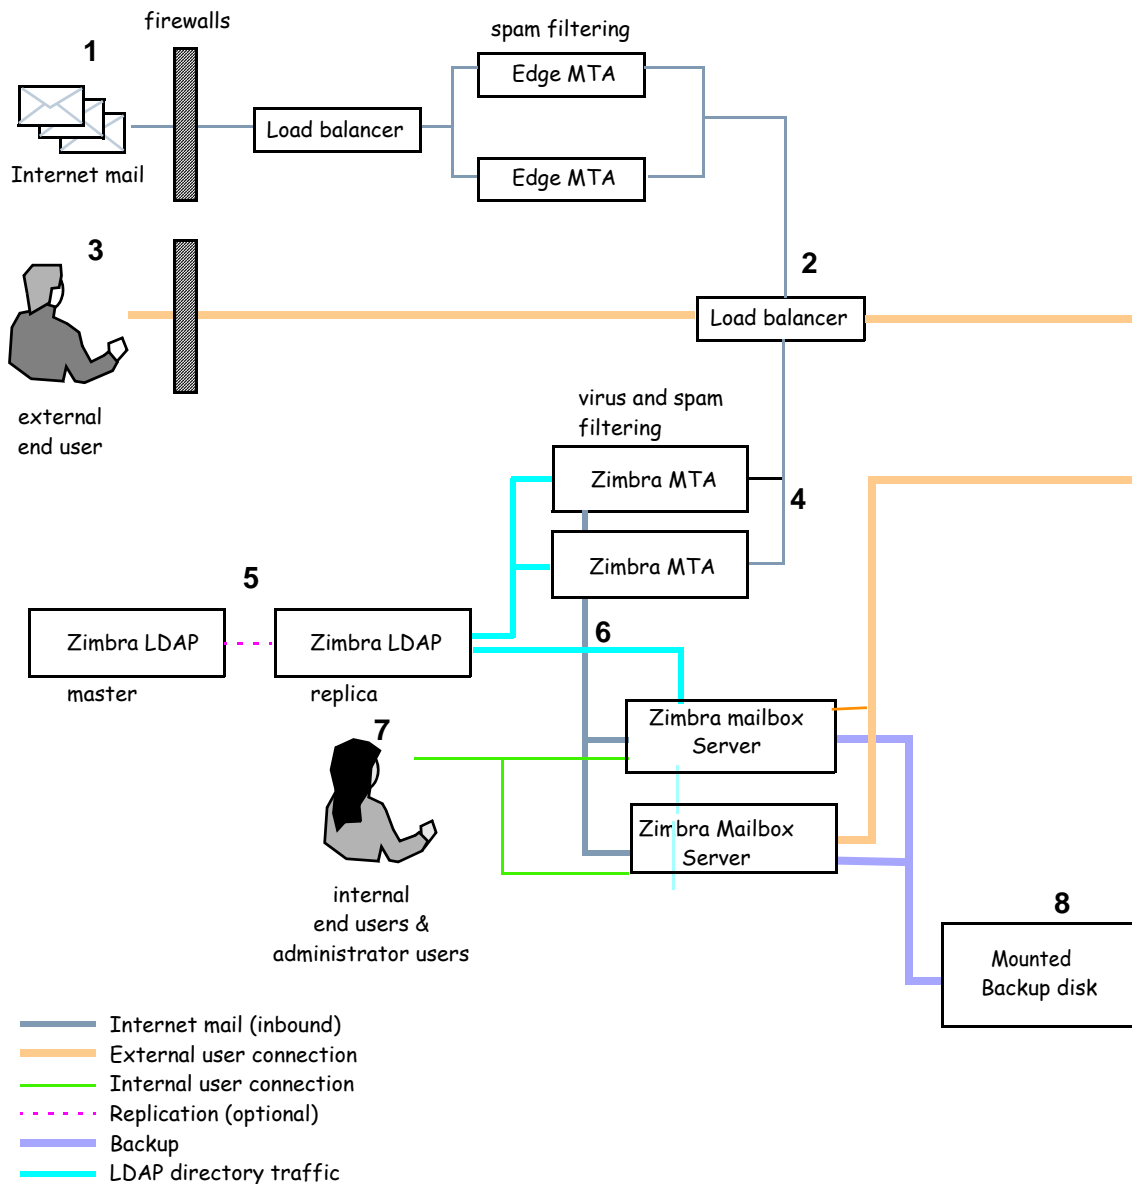 firewalls
1
spam filtering
Edge MTA
Load balancer
Internet mail
Edge MTA
3
2
Load balancer
external
end user
virus and spam
filtering
Zimbra MTA
4
Zimbra MTA
5
Zimbra LDAP
Zimbra LDAP
6
master
replica
7
Zimbra mailbox
Server
Zimbra Mailbox
Server
internal
end users &
administrator users
8
Mounted
Backup disk
Internet mail (inbound)
External user connection
Internal user connection
Replication (optional)
Backup
LDAP directory traffic